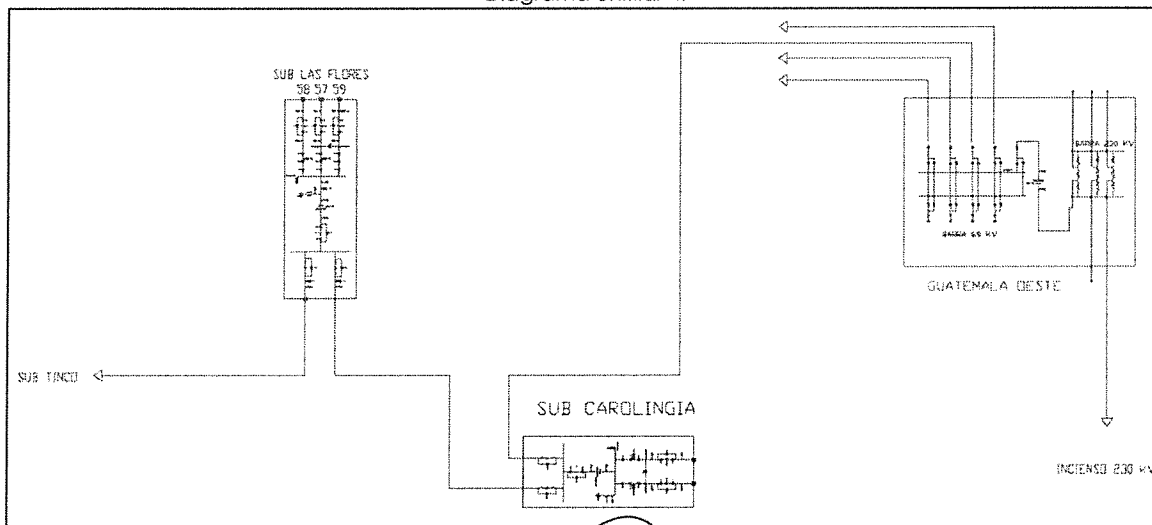 SUB LAS FLORES
58 57 59
BARRA 230 KV
BARRA 69 KV
GUATEMALA OESTE
SUB TINCO
SUB CAROLINGIA
INCIENSO 230 KV